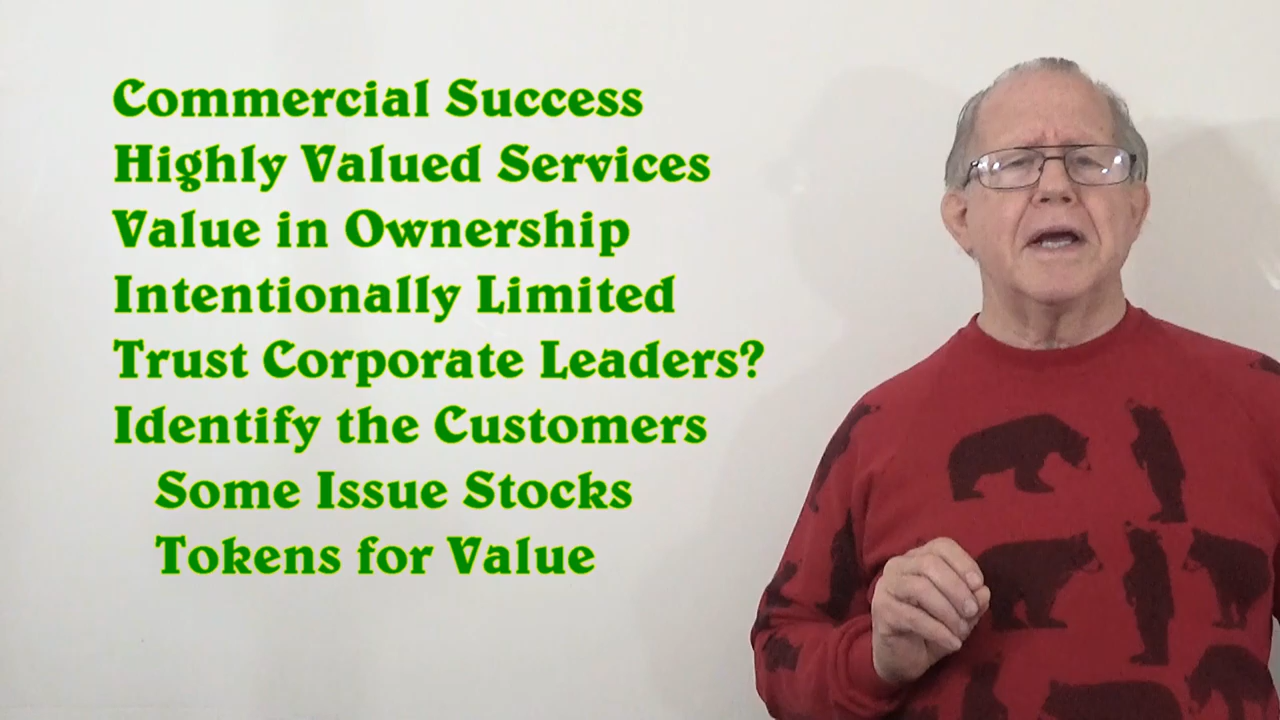 Commercial Success
Highly Valued Services
Value in Ownership
Intentionally Limited
Trust Corporate Leaders?
Identify the Customers
Some Issue Stocks
Tokens for Value